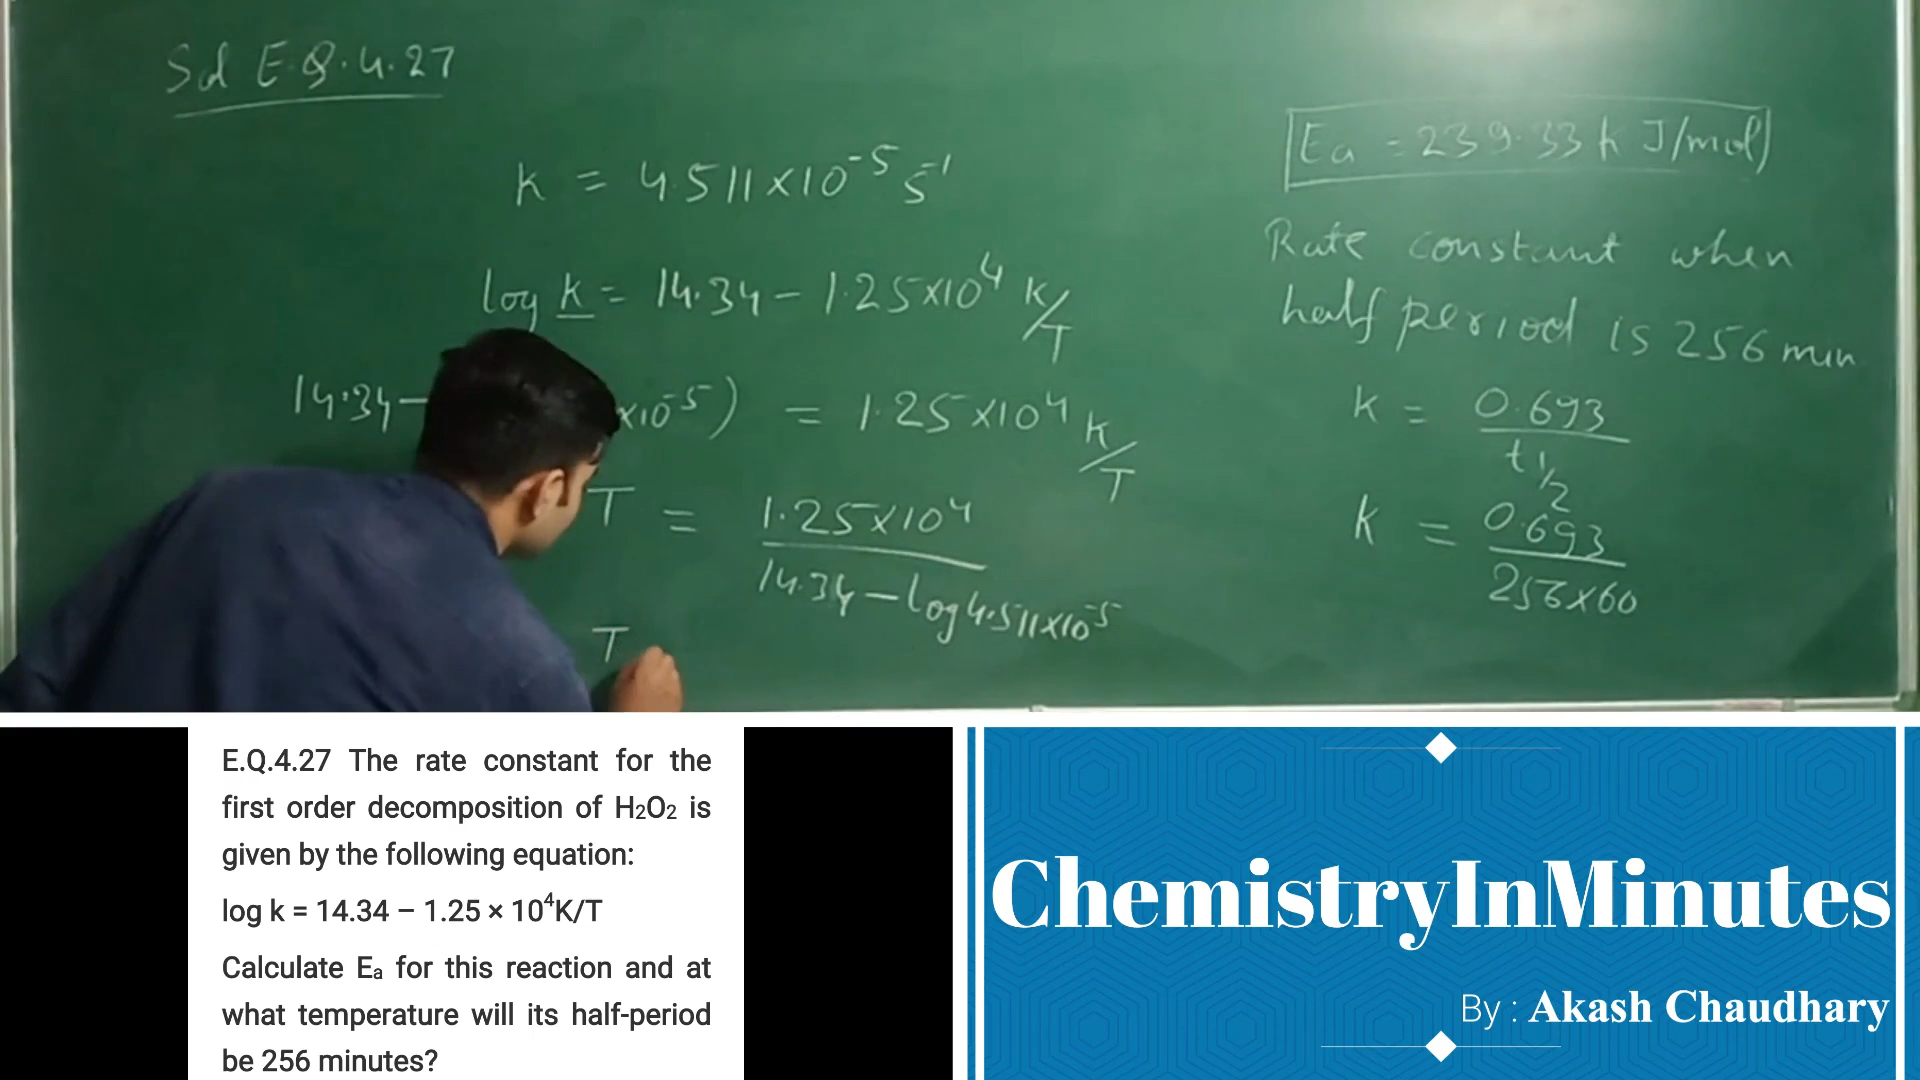 Sol E.Q.4.27
k = 4.511×10⁻⁵ s⁻¹
log k = 14.34 – 1.25×10⁴ K/T
14.34 – ×10⁻⁵) = 1.25×10⁴ K/T
T = 1.25×10⁴ / 14.34 – log 4.511×10⁻⁵
T
Ea = 239.33 k J/mol
Rate constant when
half period is 256 min
k = 0.693 / t½
k = 0.693 / 256×60
E.Q.4.27 The rate constant for the
first order decomposition of H₂O₂ is
given by the following equation:
log k = 14.34 – 1.25 × 10⁴K/T
Calculate Eₐ for this reaction and at
what temperature will its half-period
be 256 minutes?
ChemistryInMinutes
By : Akash Chaudhary